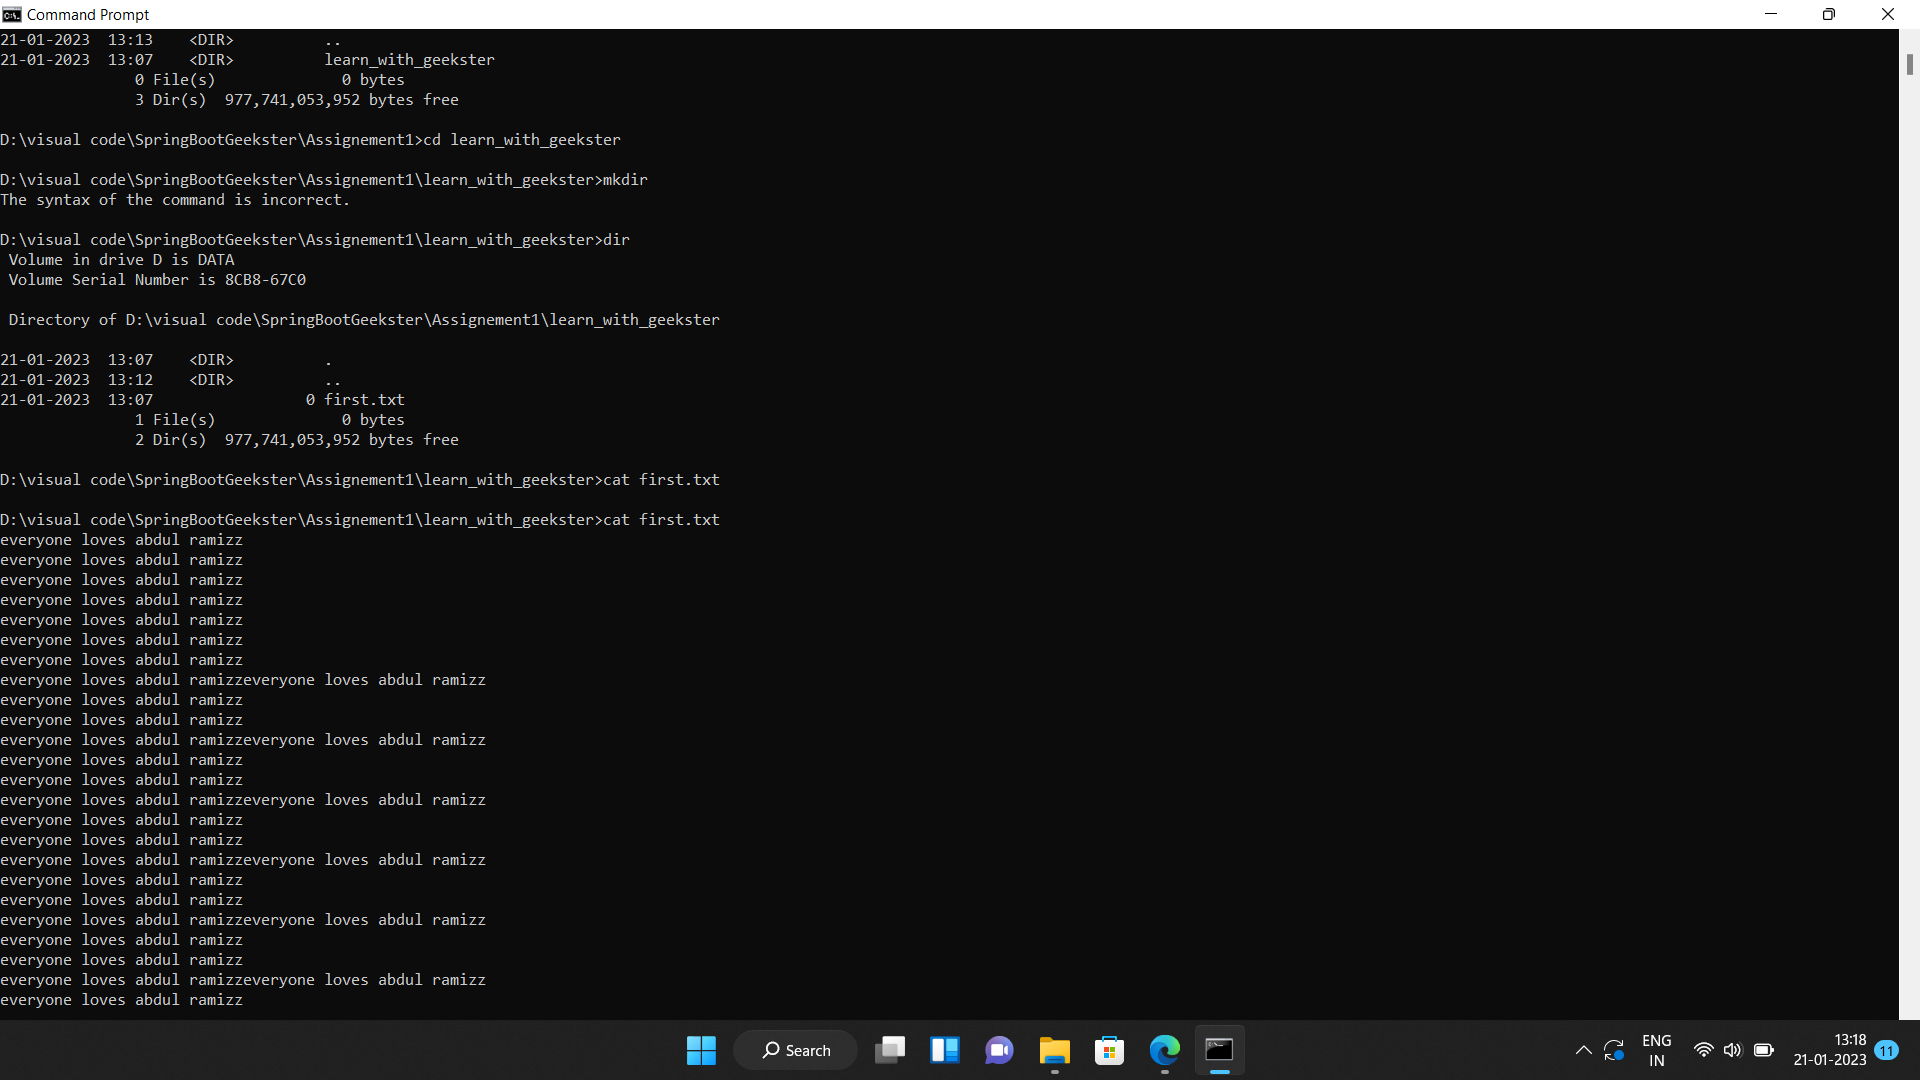 Command Prompt
21-01-2023  13:13    <DIR>          ..
21-01-2023  13:07    <DIR>          learn_with_geekster
               0 File(s)              0 bytes
               3 Dir(s)  977,741,053,952 bytes free

D:\visual code\SpringBootGeekster\Assignement1>cd learn_with_geekster

D:\visual code\SpringBootGeekster\Assignement1\learn_with_geekster>mkdir
The syntax of the command is incorrect.

D:\visual code\SpringBootGeekster\Assignement1\learn_with_geekster>dir
 Volume in drive D is DATA
 Volume Serial Number is 8CB8-67C0

 Directory of D:\visual code\SpringBootGeekster\Assignement1\learn_with_geekster

21-01-2023  13:07    <DIR>          .
21-01-2023  13:12    <DIR>          ..
21-01-2023  13:07                 0 first.txt
               1 File(s)              0 bytes
               2 Dir(s)  977,741,053,952 bytes free

D:\visual code\SpringBootGeekster\Assignement1\learn_with_geekster>cat first.txt

D:\visual code\SpringBootGeekster\Assignement1\learn_with_geekster>cat first.txt
everyone loves abdul ramizz
everyone loves abdul ramizz
everyone loves abdul ramizz
everyone loves abdul ramizz
everyone loves abdul ramizz
everyone loves abdul ramizz
everyone loves abdul ramizz
everyone loves abdul ramizzeveryone loves abdul ramizz
everyone loves abdul ramizz
everyone loves abdul ramizz
everyone loves abdul ramizzeveryone loves abdul ramizz
everyone loves abdul ramizz
everyone loves abdul ramizz
everyone loves abdul ramizzeveryone loves abdul ramizz
everyone loves abdul ramizz
everyone loves abdul ramizz
everyone loves abdul ramizzeveryone loves abdul ramizz
everyone loves abdul ramizz
everyone loves abdul ramizz
everyone loves abdul ramizzeveryone loves abdul ramizz
everyone loves abdul ramizz
everyone loves abdul ramizz
everyone loves abdul ramizzeveryone loves abdul ramizz
everyone loves abdul ramizz
Search
ENG
IN
13:18
21-01-2023
11